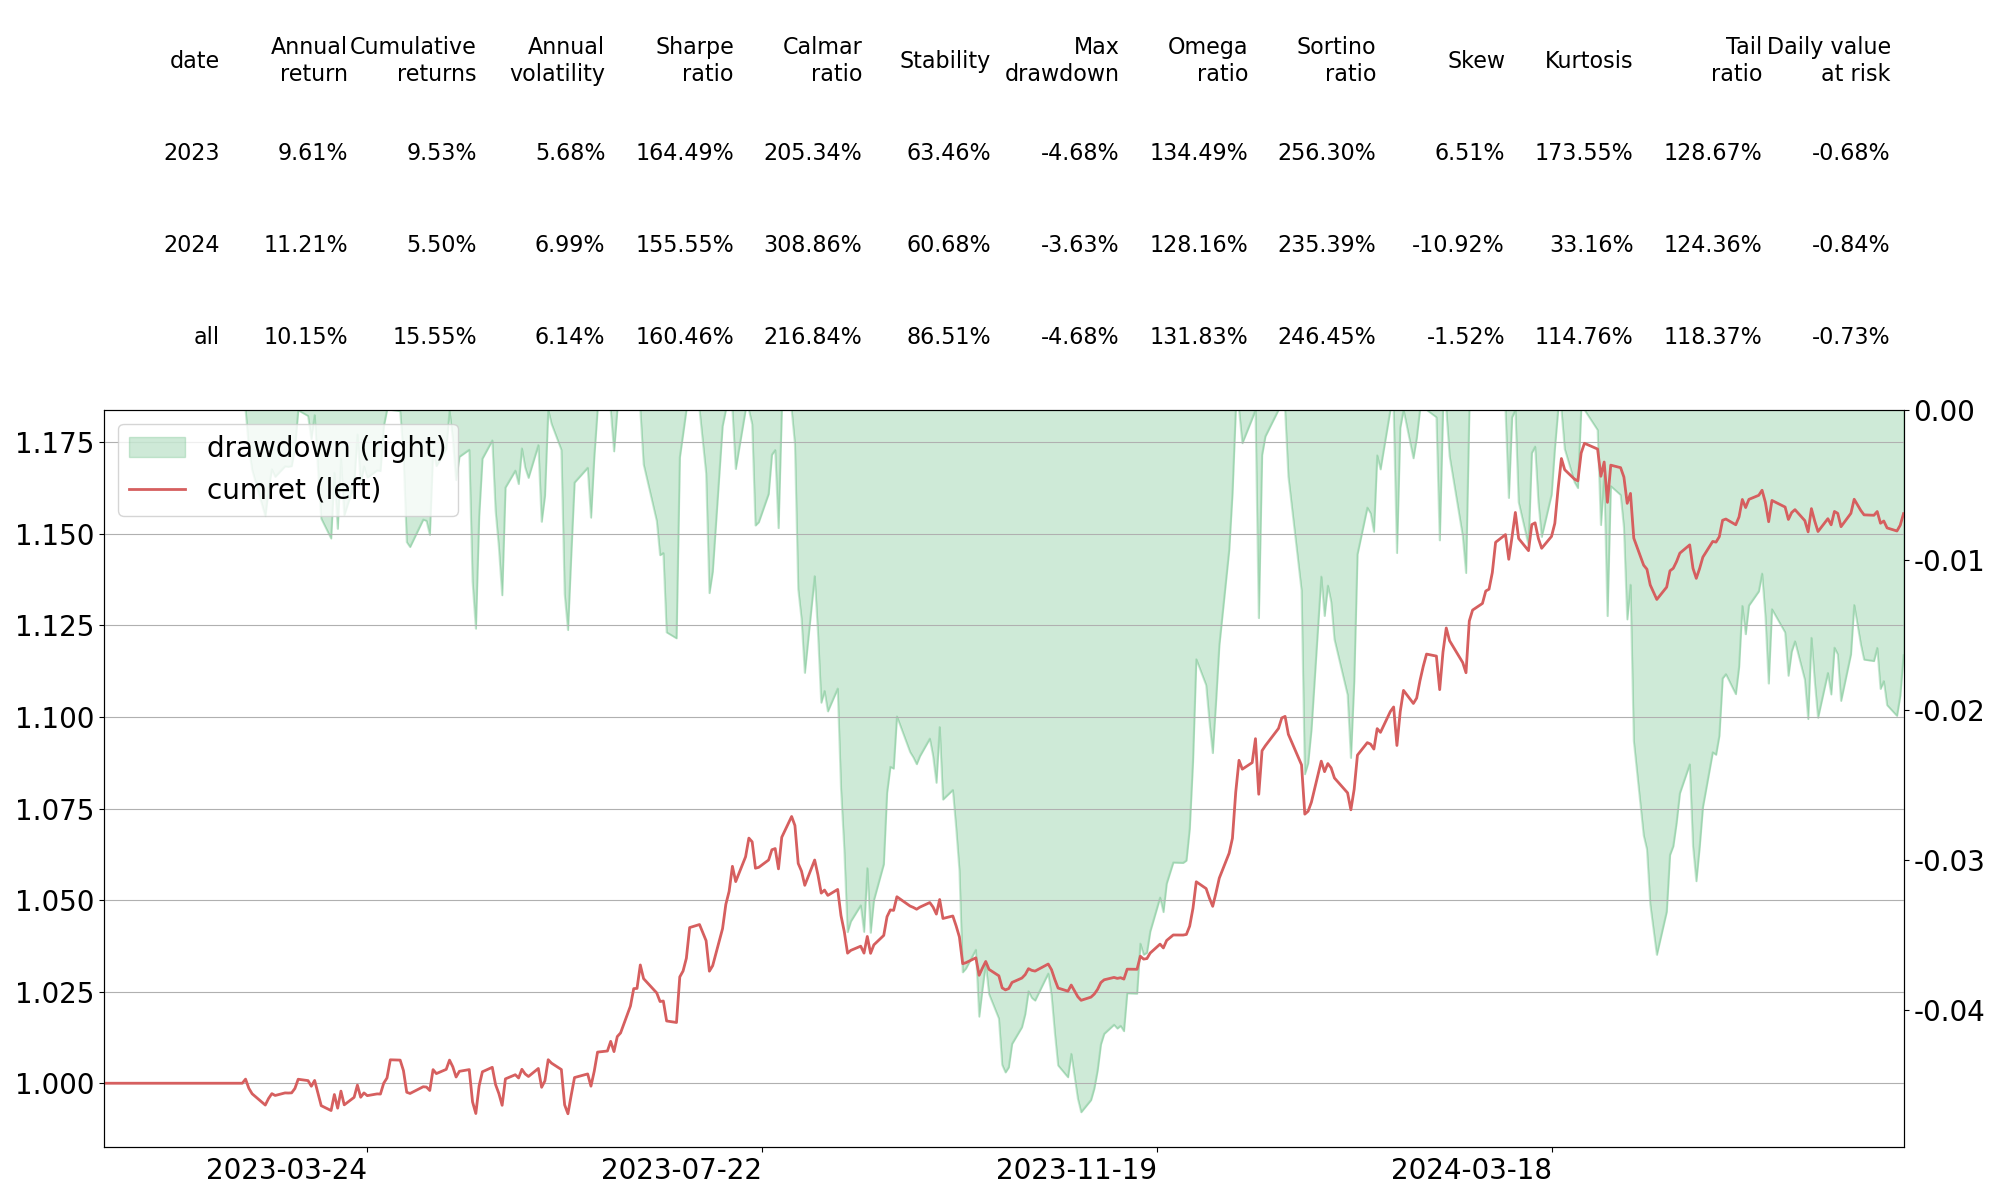 date Annual return Cumulative returns Annual volatility Sharpe ratio Calmar ratio Stability Max drawdown Omega ratio Sortino ratio Skew Kurtosis Tail ratio Daily value at risk
2023 9.61% 9.53% 5.68% 164.49% 205.34% 63.46% -4.68% 134.49% 256.30% 6.51% 173.55% 128.67% -0.68%
2024 11.21% 5.50% 6.99% 155.55% 308.86% 60.68% -3.63% 128.16% 235.39% -10.92% 33.16% 124.36% -0.84%
all 10.15% 15.55% 6.14% 160.46% 216.84% 86.51% -4.68% 131.83% 246.45% -1.52% 114.76% 118.37% -0.73%
drawdown (right)
cumret (left)
1.175
1.150
1.125
1.100
1.075
1.050
1.025
1.000
0.00
-0.01
-0.02
-0.03
-0.04
2023-03-24 2023-07-22 2023-11-19 2024-03-18